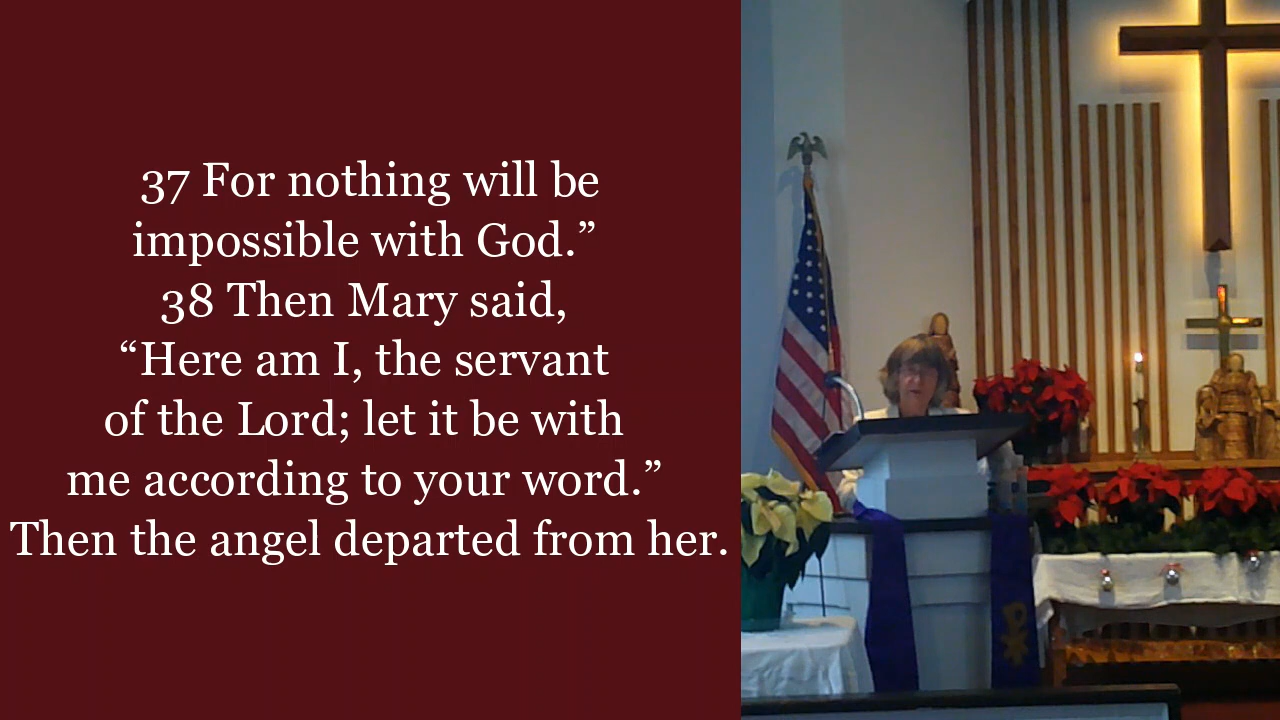 37 For nothing will be
impossible with God.”
38 Then Mary said,
“Here am I, the servant
of the Lord; let it be with
me according to your word.”
Then the angel departed from her.